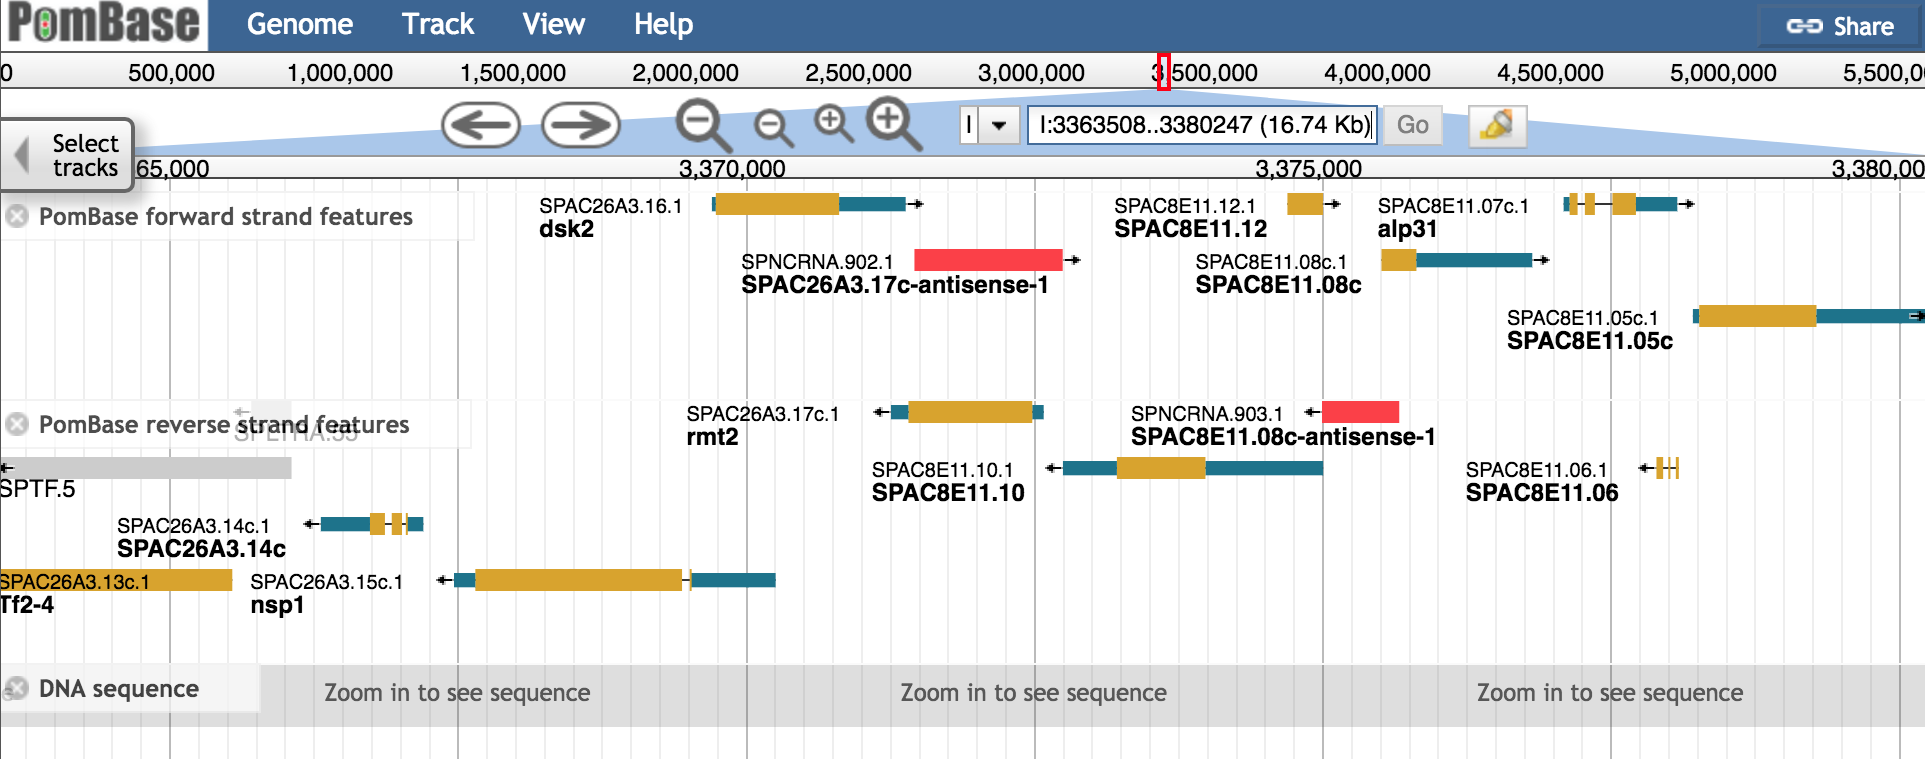 PomBase Genome Track View Help Share
0 500,000 1,000,000 1,500,000 2,000,000 2,500,000 3,000,000 3,500,000 4,000,000 4,500,000 5,000,000 5,500,0
I I:3363508..3380247 (16.74 Kb) Go
Select
tracks
65,000 3,370,000 3,375,000 3,380,00
PomBase forward strand features
SPAC26A3.16.1
dsk2
SPAC8E11.12.1
SPAC8E11.12
SPAC8E11.07c.1
alp31
SPNCRNA.902.1
SPAC26A3.17c-antisense-1
SPAC8E11.08c.1
SPAC8E11.08c
SPAC8E11.05c.1
SPAC8E11.05c
PomBase reverse strand features
SPAC26A3.17c.1
rmt2
SPNCRNA.903.1
SPAC8E11.08c-antisense-1
SPTF.5
SPAC8E11.10.1
SPAC8E11.10
SPAC8E11.06.1
SPAC8E11.06
SPAC26A3.14c.1
SPAC26A3.14c
SPAC26A3.13c.1
Tf2-4
SPAC26A3.15c.1
nsp1
DNA sequence
Zoom in to see sequence Zoom in to see sequence Zoom in to see sequence